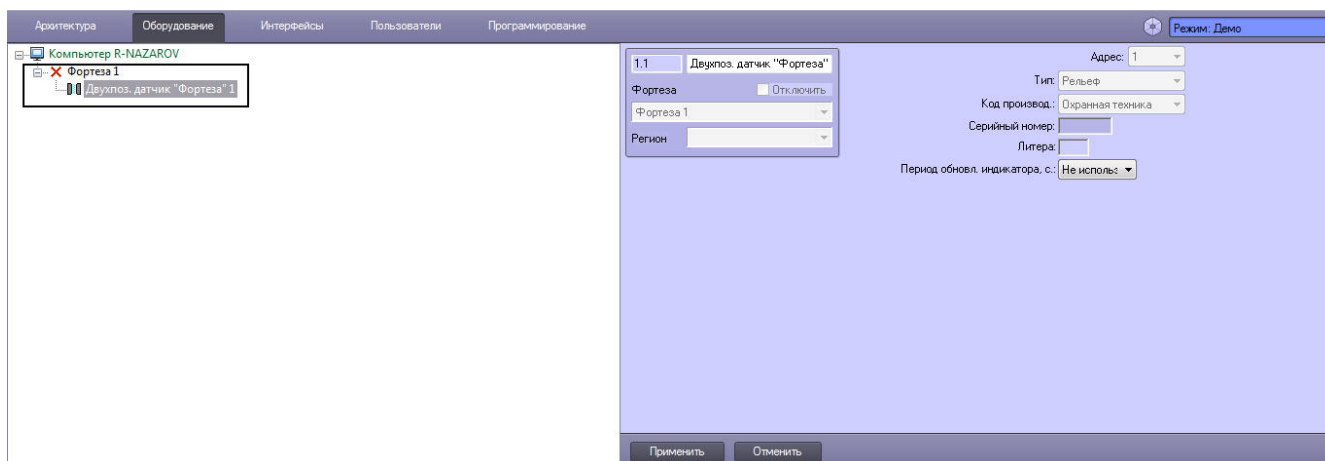 Архитектура Оборудование Интерфейсы Пользователи Программирование Режим: Демо
Компьютер R-NAZAROV
Фортеза 1
Двухпоз. датчик "Фортеза" 1
1.1 Двухпоз. датчик "Фортеза"
Фортеза Отключить
Фортеза 1
Регион
Адрес: 1
Тип: Рельеф
Код производ.: Охранная техника
Серийный номер:
Литера:
Период обновл. индикатора, с.: Не использ
Применить Отменить